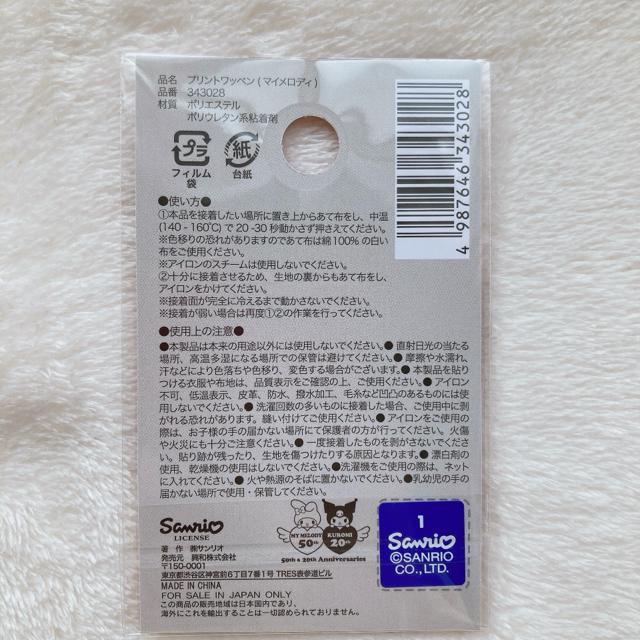 品名 プリントワッペン(マイメロディ)
品番 343028
材質 ポリエステル
ポリウレタン系粘着剤
プラ
フィルム
袋
紙
台紙
4 987646 343028
●使い方●
①本品を接着したい場所に置き上からあて布をし、中温
(140-160℃)で20-30秒動かさず押さえてください。
※色移りの恐れがありますのであて布は綿100%の白い
布をご使用ください。
※アイロンのスチームは使用しないでください。
②十分に接着させるため、生地の裏からもあて布をし、
アイロンをかけてください。
※接着面が完全に冷えるまで動かさないでください。
※接着が弱い場合は再度①②の作業を行ってください。
●使用上の注意●
●本製品は本来の用途以外には使用しないでください。●直射日光の当たる
場所、高温多湿になる場所での保管は避けてください。●摩擦や水濡れ、
汗などにより色落ちや色移り、変色する場合がございます。●本製品を貼り
つける衣服や布地は、品質表示をご確認の上、ご使用ください。●アイロン
不可、低温表示、皮革、防水、撥水加工、毛糸など凹凸のあるものには使
用しないでください。●洗濯回数の多いものに接着した場合、ご使用中に剥
がれる恐れがあります。縫い付けてご使用ください。●アイロンをご使用
の際は、お子様の手の届かない場所にて保護者の方が行ってください。火傷
や火災にも十分ご注意ください。●一度接着したものを剥がさないでくださ
い。貼り跡が残ったり、生地を傷つけたりする原因となります。●漂白剤の
使用、乾燥機の使用はしないでください。●洗濯機をご使用の際は、ネット
に入れてください。●火や熱源のそばに置かないでください。●乳幼児の手の
届かない場所で使用・保管してください。
Sanrio
LICENSE
MY MELODY
50th
KUROMI
20th
50th & 20th Anniversaries
1
Sanrio
©SANRIO
CO., LTD.
著 作 ㈱サンリオ
発売元 興和株式会社
〒150-0001
東京都渋谷区神宮前6丁目7番1号 TRES表参道ビル
MADE IN CHINA
FOR SALE IN JAPAN ONLY
この商品の販売地域は日本国内であり、
海外にこれを輸出することは一切認められておりません。